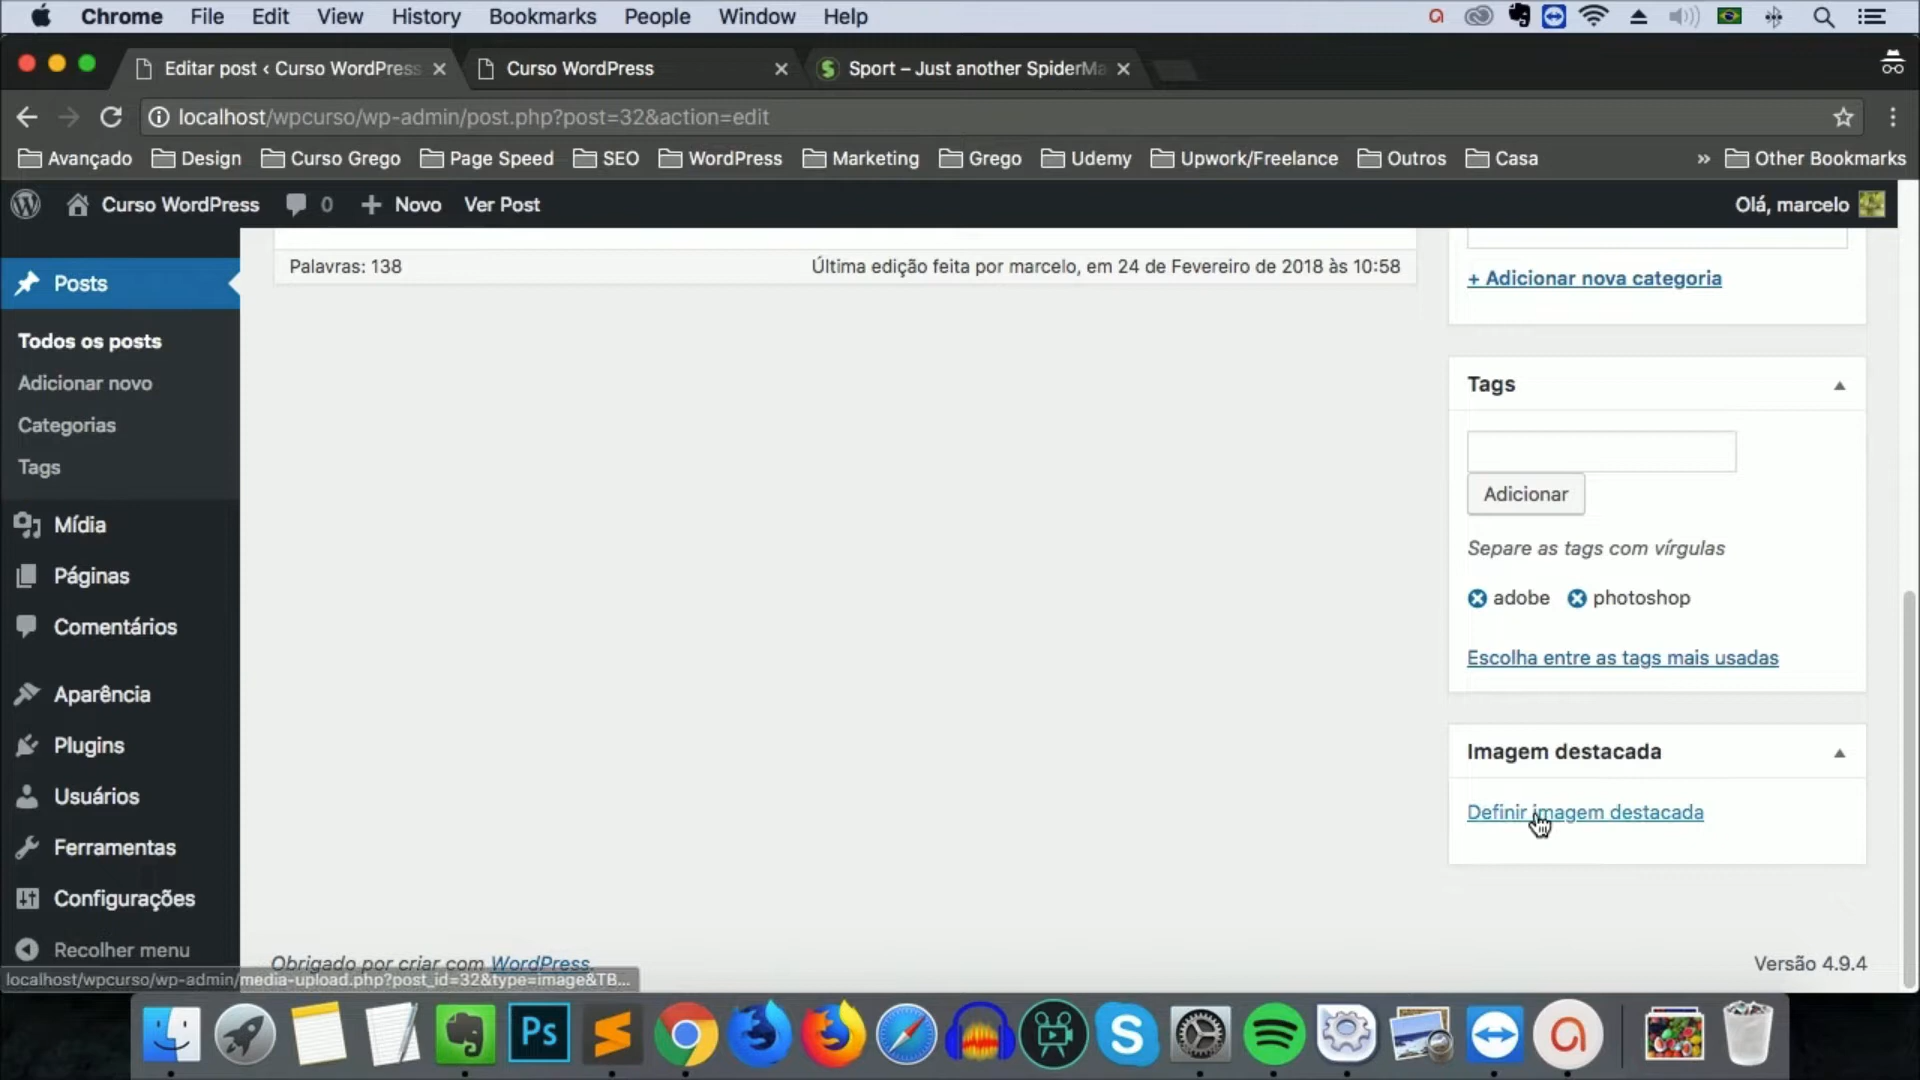 Chrome File Edit View History Bookmarks People Window Help
Editar post ‹ Curso WordPress
Curso WordPress
Sport – Just another SpiderMa
localhost/wpcurso/wp-admin/post.php?post=32&action=edit
Avançado Design Curso Grego Page Speed SEO WordPress Marketing Grego Udemy Upwork/Freelance Outros Casa » Other Bookmarks
Curso WordPress 0 + Novo Ver Post Olá, marcelo
Palavras: 138
Última edição feita por marcelo, em 24 de Fevereiro de 2018 às 10:58
+ Adicionar nova categoria
Posts
Todos os posts
Adicionar novo
Categorias
Tags
Mídia
Páginas
Comentários
Aparência
Plugins
Usuários
Ferramentas
Configurações
Recolher menu
Tags
Adicionar
Separe as tags com vírgulas
adobe photoshop
Escolha entre as tags mais usadas
Imagem destacada
Definir imagem destacada
Obrigado por criar com WordPress.
Versão 4.9.4
localhost/wpcurso/wp-admin/media-upload.php?post_id=32&type=image&TB...
Ps